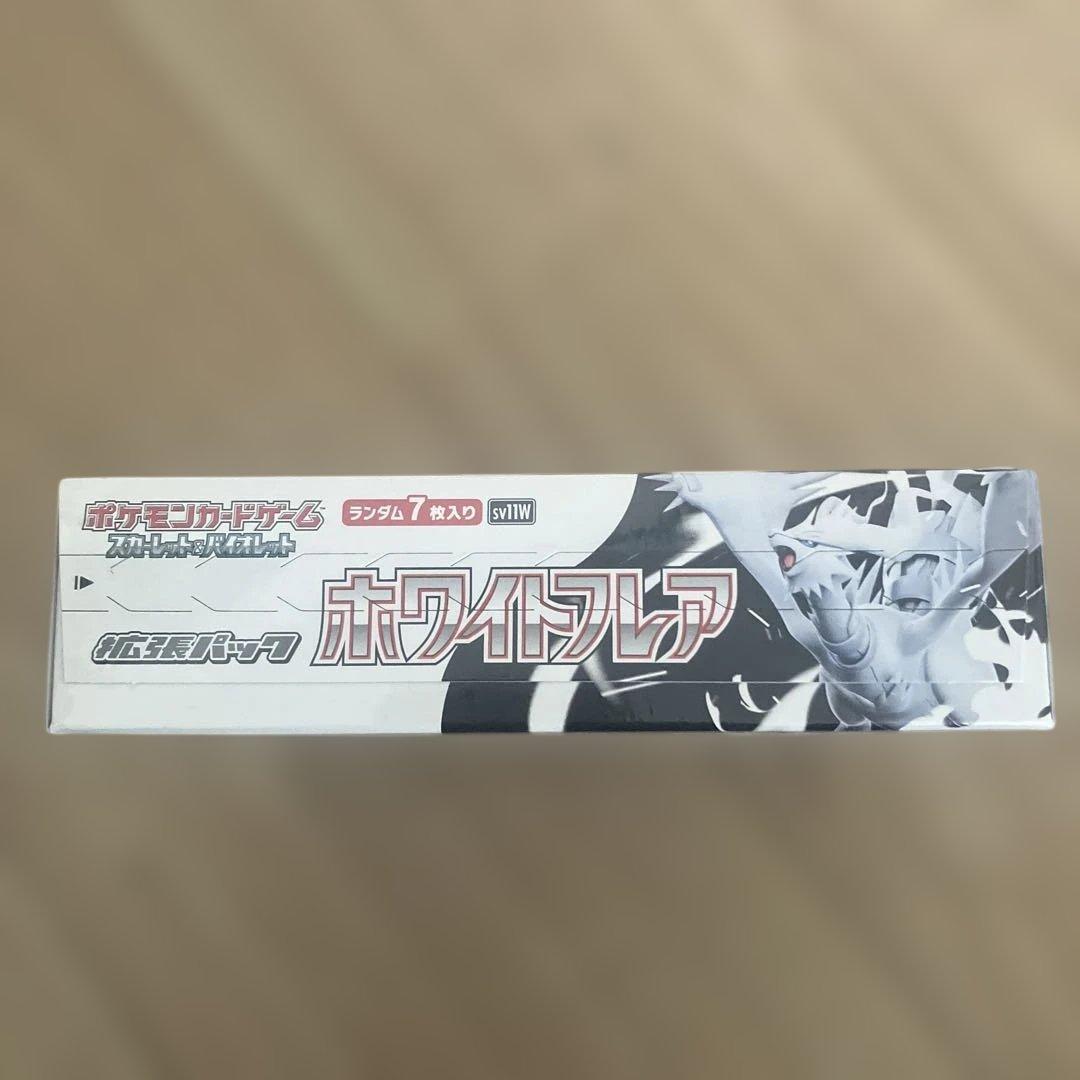 ポケモンカードゲーム
スカーレット&バイオレット
ランダム7枚入り
sv11W
拡張パック
ホワイトフレア